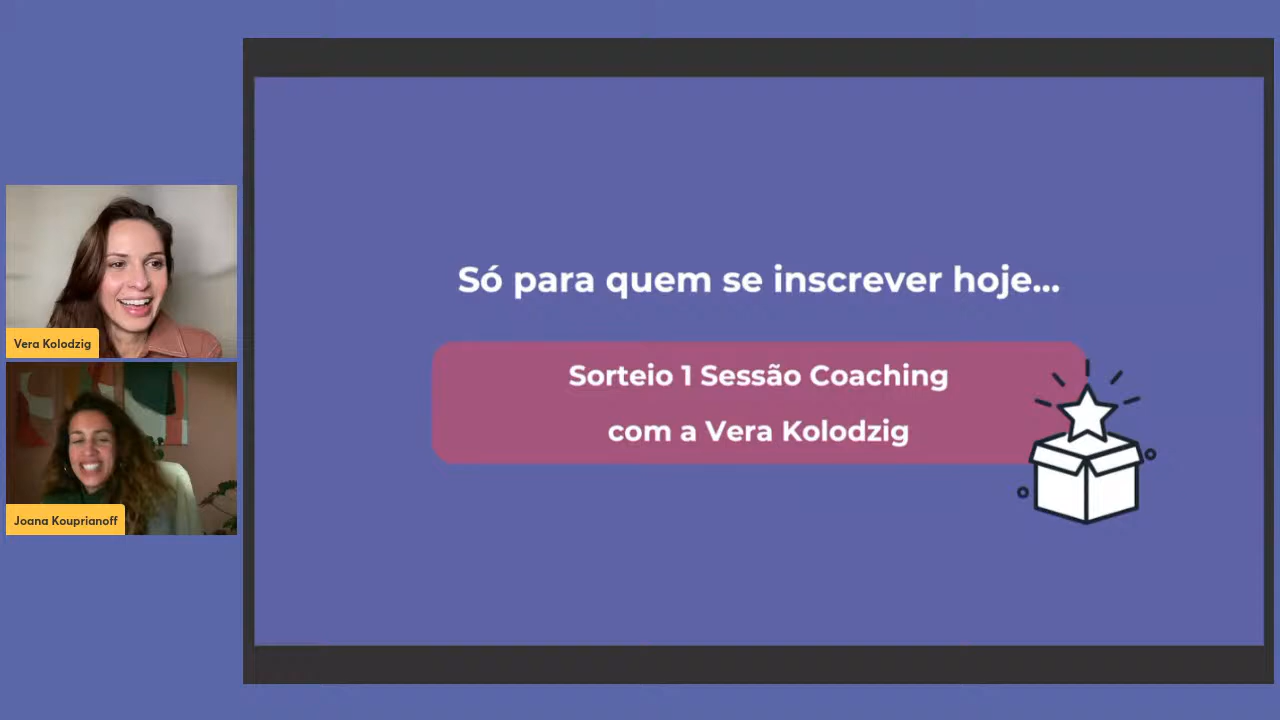 Vera Kolodzig
Joana Kouprianoff
Só para quem se inscrever hoje...
Sorteio 1 Sessão Coaching
com a Vera Kolodzig